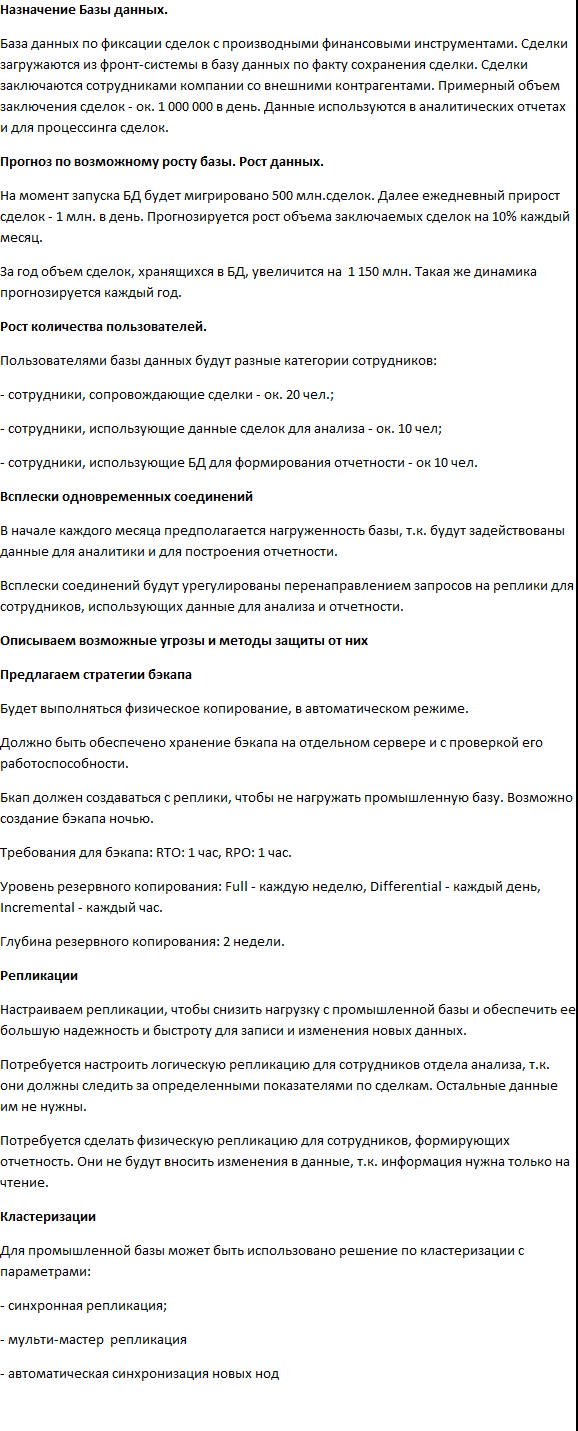 Назначение Базы данных.
База данных по фиксации сделок с производными финансовыми инструментами. Сделки
загружаются из фронт-системы в базу данных по факту сохранения сделки. Сделки
заключаются сотрудниками компании со внешними контрагентами. Примерный объем
заключения сделок - ок. 1 000 000 в день. Данные используются в аналитических отчетах
и для процессинга сделок.
Прогноз по возможному росту базы. Рост данных.
На момент запуска БД будет мигрировано 500 млн.сделок. Далее ежедневный прирост
сделок - 1 млн. в день. Прогнозируется рост объема заключаемых сделок на 10% каждый
месяц.
За год объем сделок, хранящихся в БД, увеличится на  1 150 млн. Такая же динамика
прогнозируется каждый год.
Рост количества пользователей.
Пользователями базы данных будут разные категории сотрудников:
- сотрудники, сопровождающие сделки - ок. 20 чел.;
- сотрудники, использующие данные сделок для анализа - ок. 10 чел;
- сотрудники, использующие БД для формирования отчетности - ок 10 чел.
Всплески одновременных соединений
В начале каждого месяца предполагается нагруженность базы, т.к. будут задействованы
данные для аналитики и для построения отчетности.
Всплески соединений будут урегулированы перенаправлением запросов на реплики для
сотрудников, использующих данные для анализа и отчетности.
Описываем возможные угрозы и методы защиты от них
Предлагаем стратегии бэкапа
Будет выполняться физическое копирование, в автоматическом режиме.
Должно быть обеспечено хранение бэкапа на отдельном сервере и с проверкой его
работоспособности.
Бкап должен создаваться с реплики, чтобы не нагружать промышленную базу. Возможно
создание бэкапа ночью.
Требования для бэкапа: RTO: 1 час, RPO: 1 час.
Уровень резервного копирования: Full - каждую неделю, Differential - каждый день,
Incremental - каждый час.
Глубина резервного копирования: 2 недели.
Репликации
Настраиваем репликации, чтобы снизить нагрузку с промышленной базы и обеспечить ее
большую надежность и быстроту для записи и изменения новых данных.
Потребуется настроить логическую репликацию для сотрудников отдела анализа, т.к.
они должны следить за определенными показателями по сделкам. Остальные данные
им не нужны.
Потребуется сделать физическую репликацию для сотрудников, формирующих
отчетность. Они не будут вносить изменения в данные, т.к. информация нужна только на
чтение.
Кластеризации
Для промышленной базы может быть использовано решение по кластеризации с
параметрами:
- синхронная репликация;
- мульти-мастер  репликация
- автоматическая синхронизация новых нод